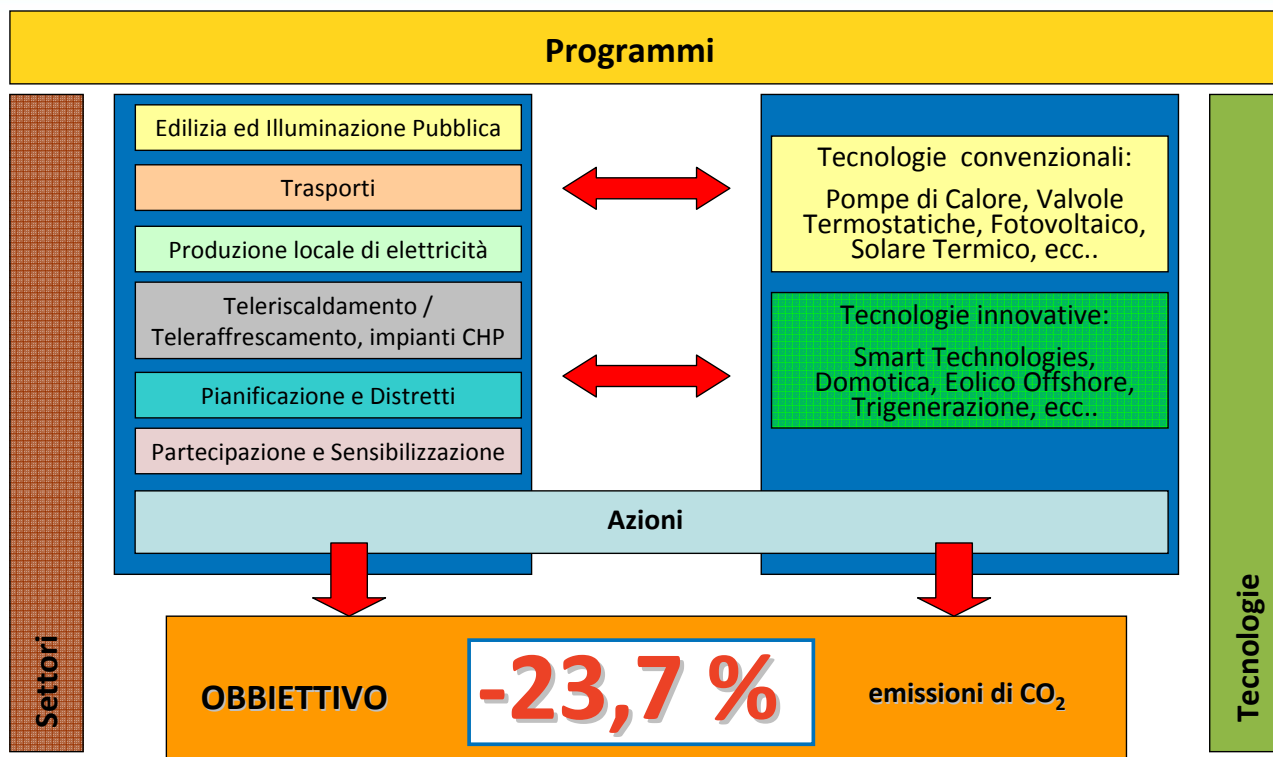 Programmi
Settori
Edilizia ed Illuminazione Pubblica
Trasporti
Produzione locale di elettricità
Teleriscaldamento /
Teleraffrescamento, impianti CHP
Pianificazione e Distretti
Partecipazione e Sensibilizzazione
Tecnologie convenzionali:
Pompe di Calore, Valvole
Termostatiche, Fotovoltaico,
Solare Termico, ecc..
Tecnologie innovative:
Smart Technologies,
Domotica, Eolico Offshore,
Trigenerazione, ecc..
Tecnologie
Azioni
OBBIETTIVO
-23,7 %
emissioni di CO₂